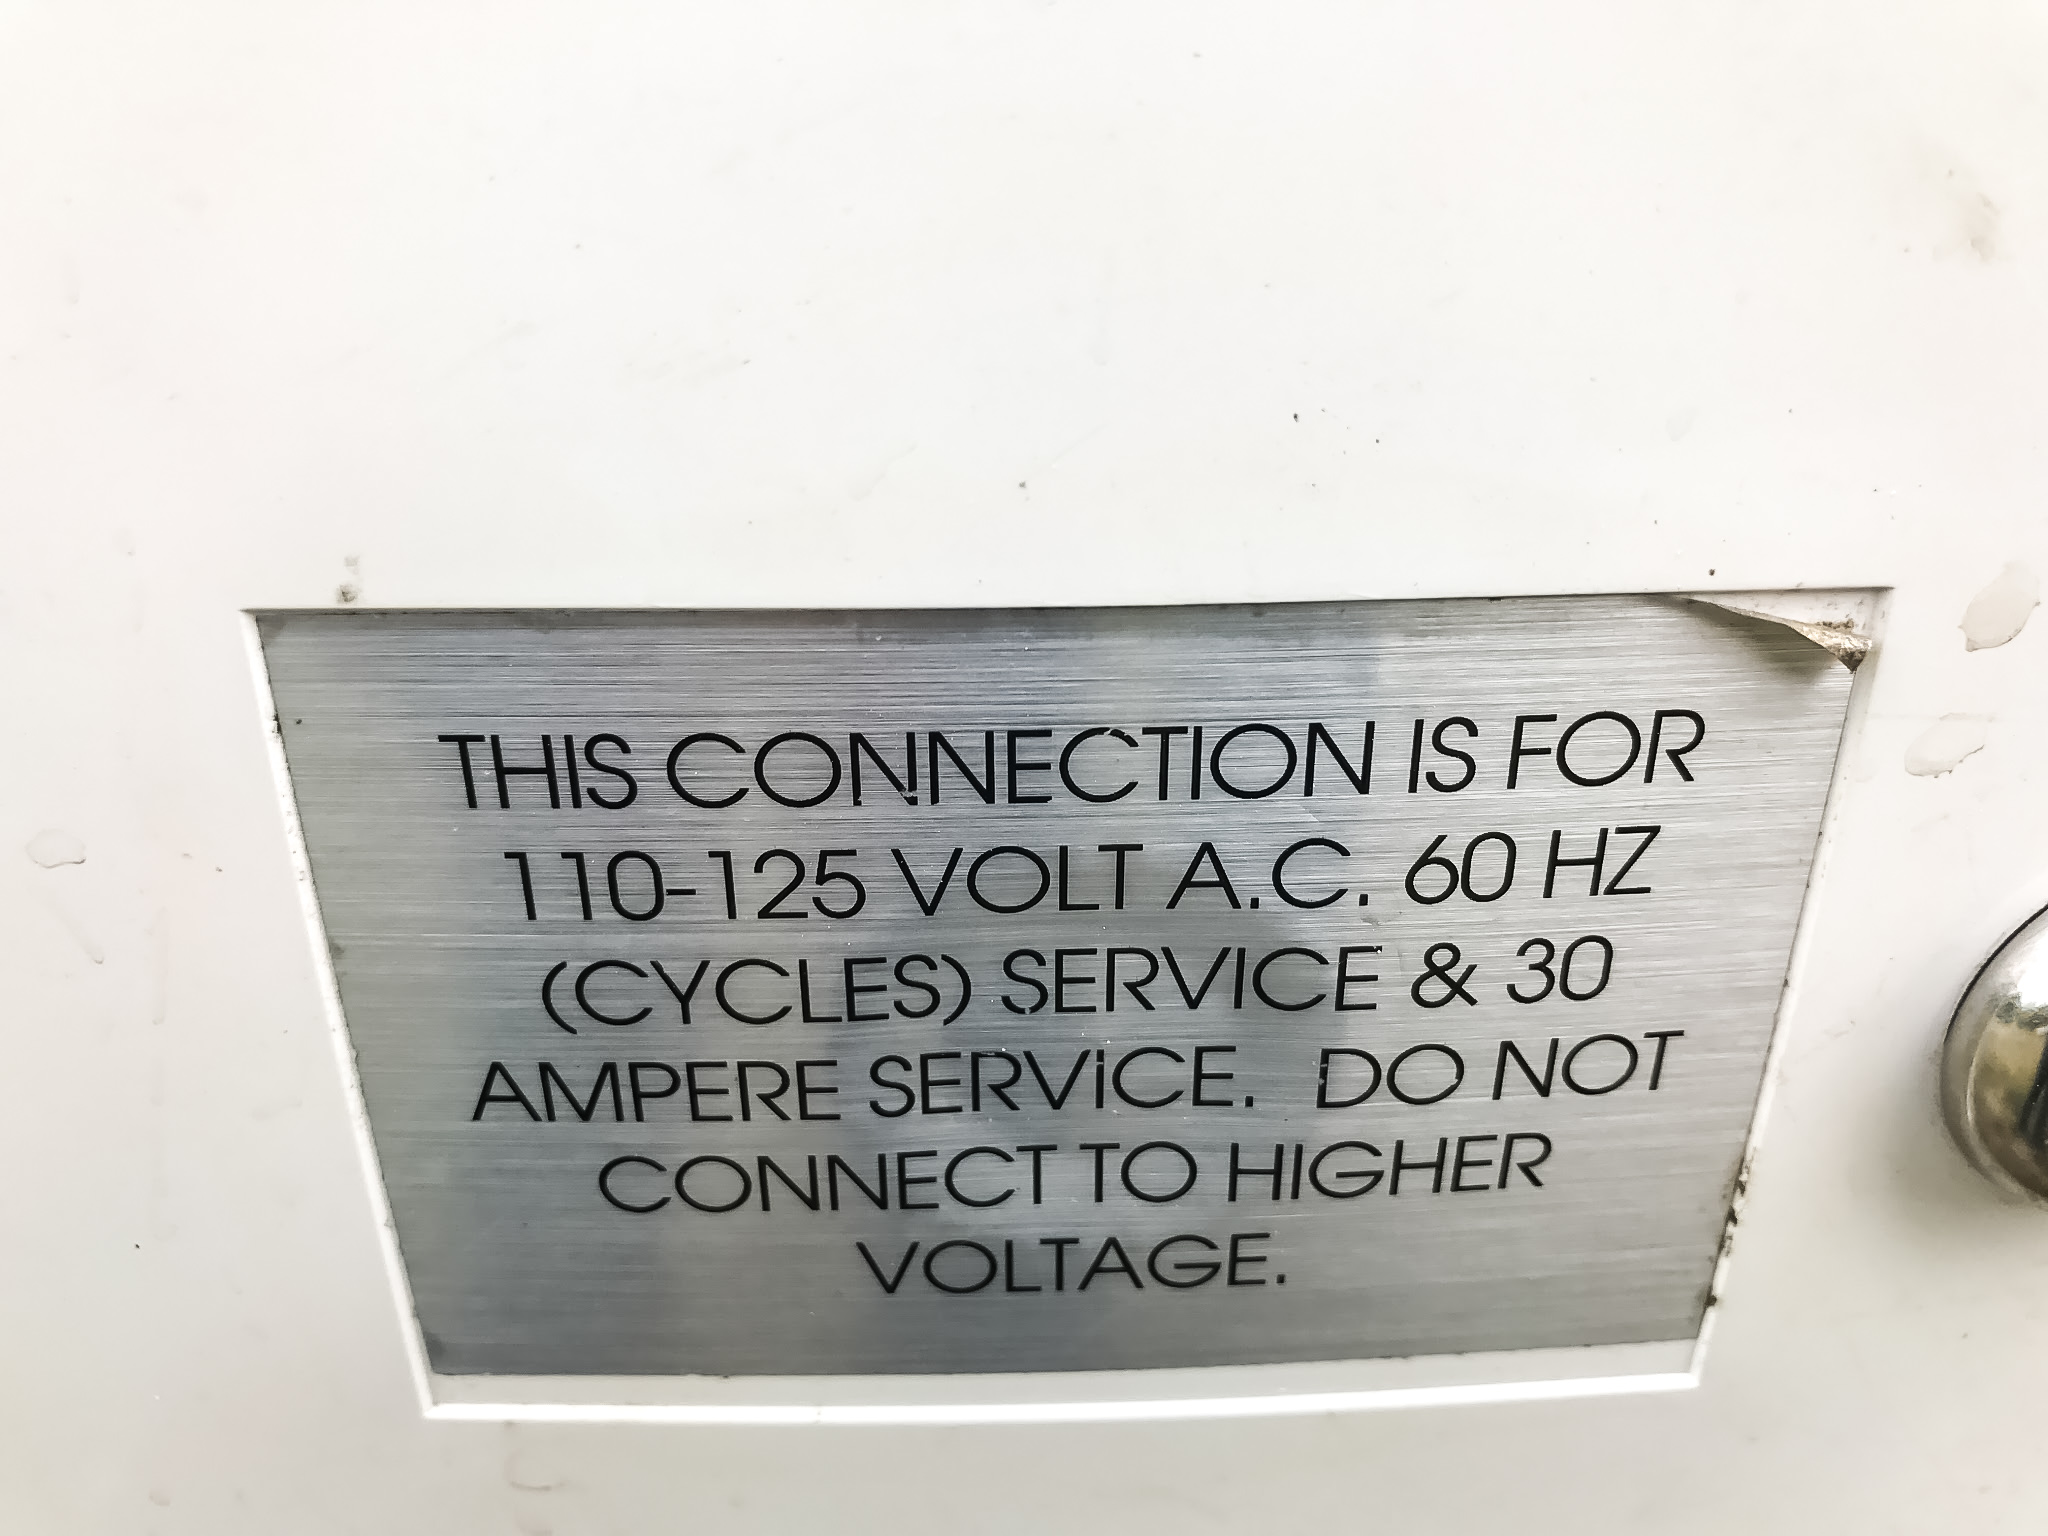 THIS CONNECTION IS FOR
110-125 VOLT A.C. 60 HZ
(CYCLES) SERVICE & 30
AMPERE SERVICE. DO NOT
CONNECT TO HIGHER
VOLTAGE.